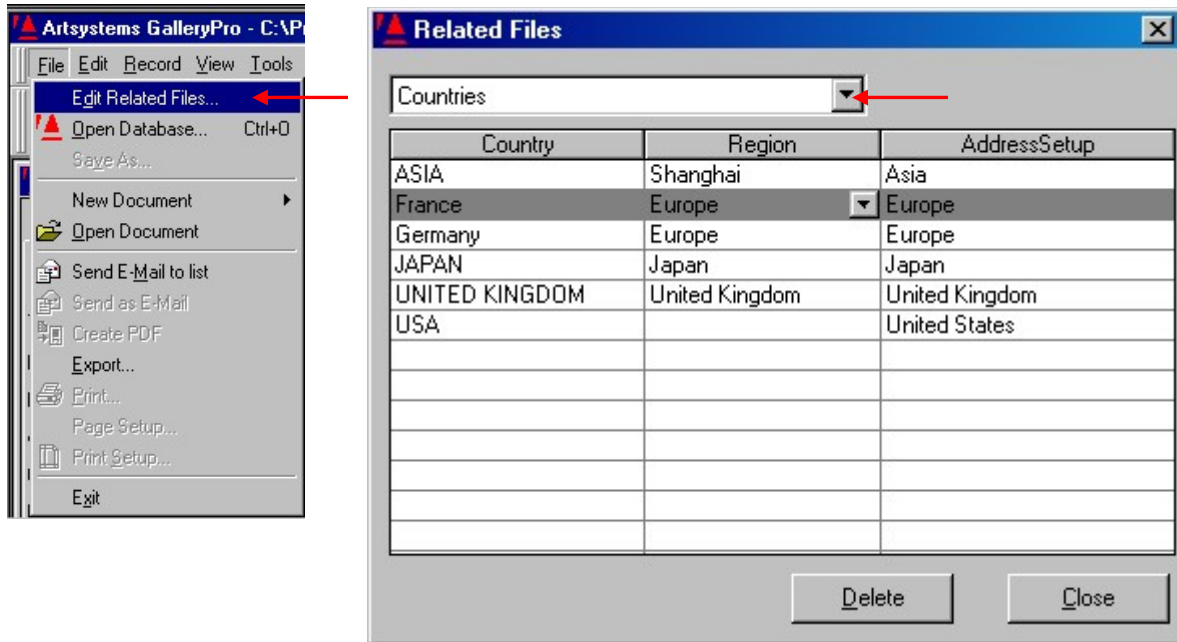 Artsystems GalleryPro - C:\P
File Edit Record View Tools
Edit Related Files...
Open Database... Ctrl+O
Save As...
New Document
Open Document
Send E-Mail to list
Send as E-Mail
Create PDF
Export...
Print...
Page Setup...
Print Setup...
Exit
Related Files
Countries
Country Region AddressSetup
ASIA Shanghai Asia
France Europe Europe
Germany Europe Europe
JAPAN Japan Japan
UNITED KINGDOM United Kingdom United Kingdom
USA United States
Delete Close